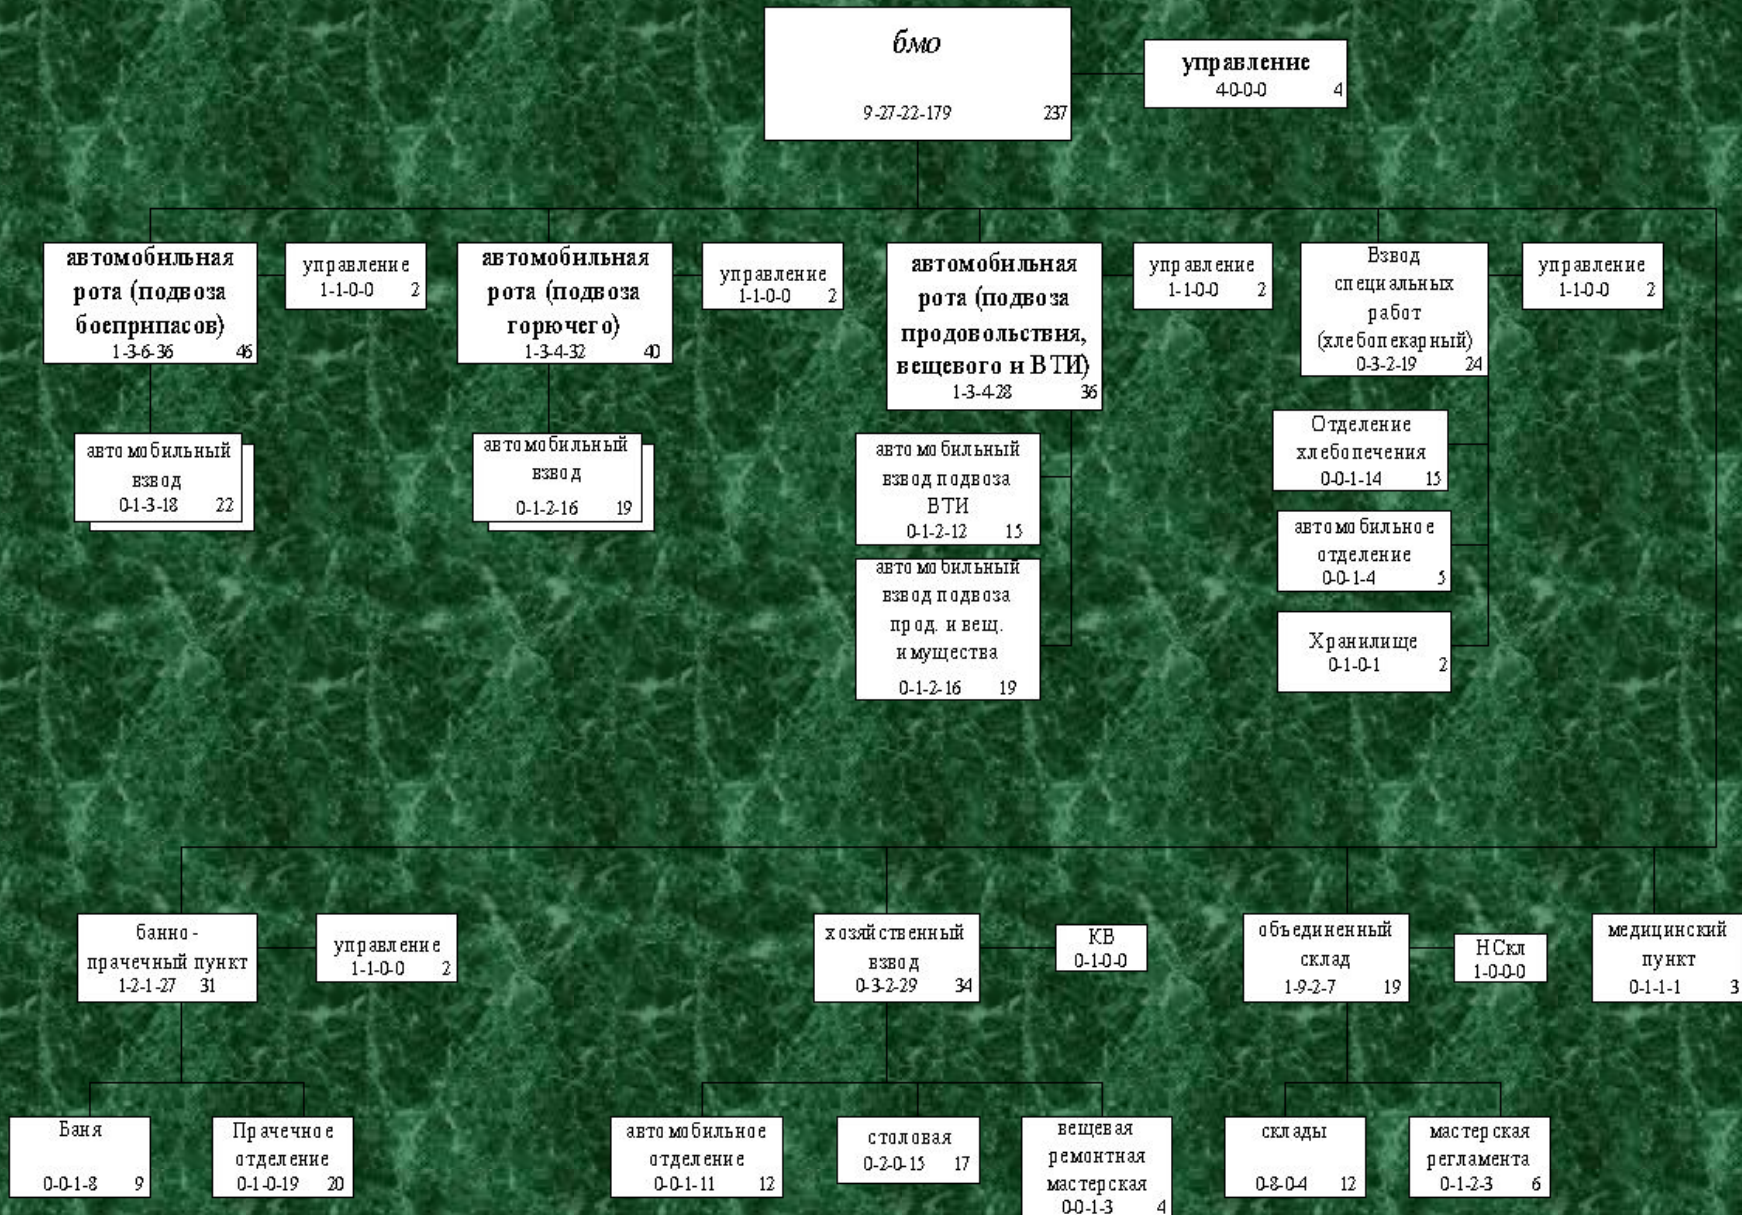 бмо
9-27-22-179 237
управление
4-0-0-0 4
автомобильная
рота (подвоза
боеприпасов)
1-3-6-36 46
управление
1-1-0-0 2
автомобильная
рота (подвоза
горючего)
1-3-4-32 40
управление
1-1-0-0 2
автомобильная
рота (подвоза
продовольствия,
вещевого и ВТИ)
1-3-4-28 36
управление
1-1-0-0 2
Взвод
специальных
работ
(хлебопекарный)
0-3-2-19 24
управление
1-1-0-0 2
автомобильный
взвод
0-1-3-18 22
автомобильный
взвод
0-1-2-16 19
автомобильный
взвод подвоза
ВТИ
0-1-2-12 15
автомобильный
взвод подвоза
прод. и вещ.
имущества
0-1-2-16 19
Отделение
хлебопечения
0-0-1-14 15
автомобильное
отделение
0-0-1-4 5
Хранилище
0-1-0-1 2
банно-
прачечный пункт
1-2-1-27 31
управление
1-1-0-0 2
хозяйственный
взвод
0-3-2-29 34
КВ
0-1-0-0
объединенный
склад
1-9-2-7 19
НСкл
1-0-0-0
медицинский
пункт
0-1-1-1 3
Баня
0-0-1-8 9
Прачечное
отделение
0-1-0-19 20
автомобильное
отделение
0-0-1-11 12
столовая
0-2-0-15 17
вещевая
ремонтная
мастерская
0-0-1-3 4
склады
0-8-0-4 12
мастерская
регламента
0-1-2-3 6